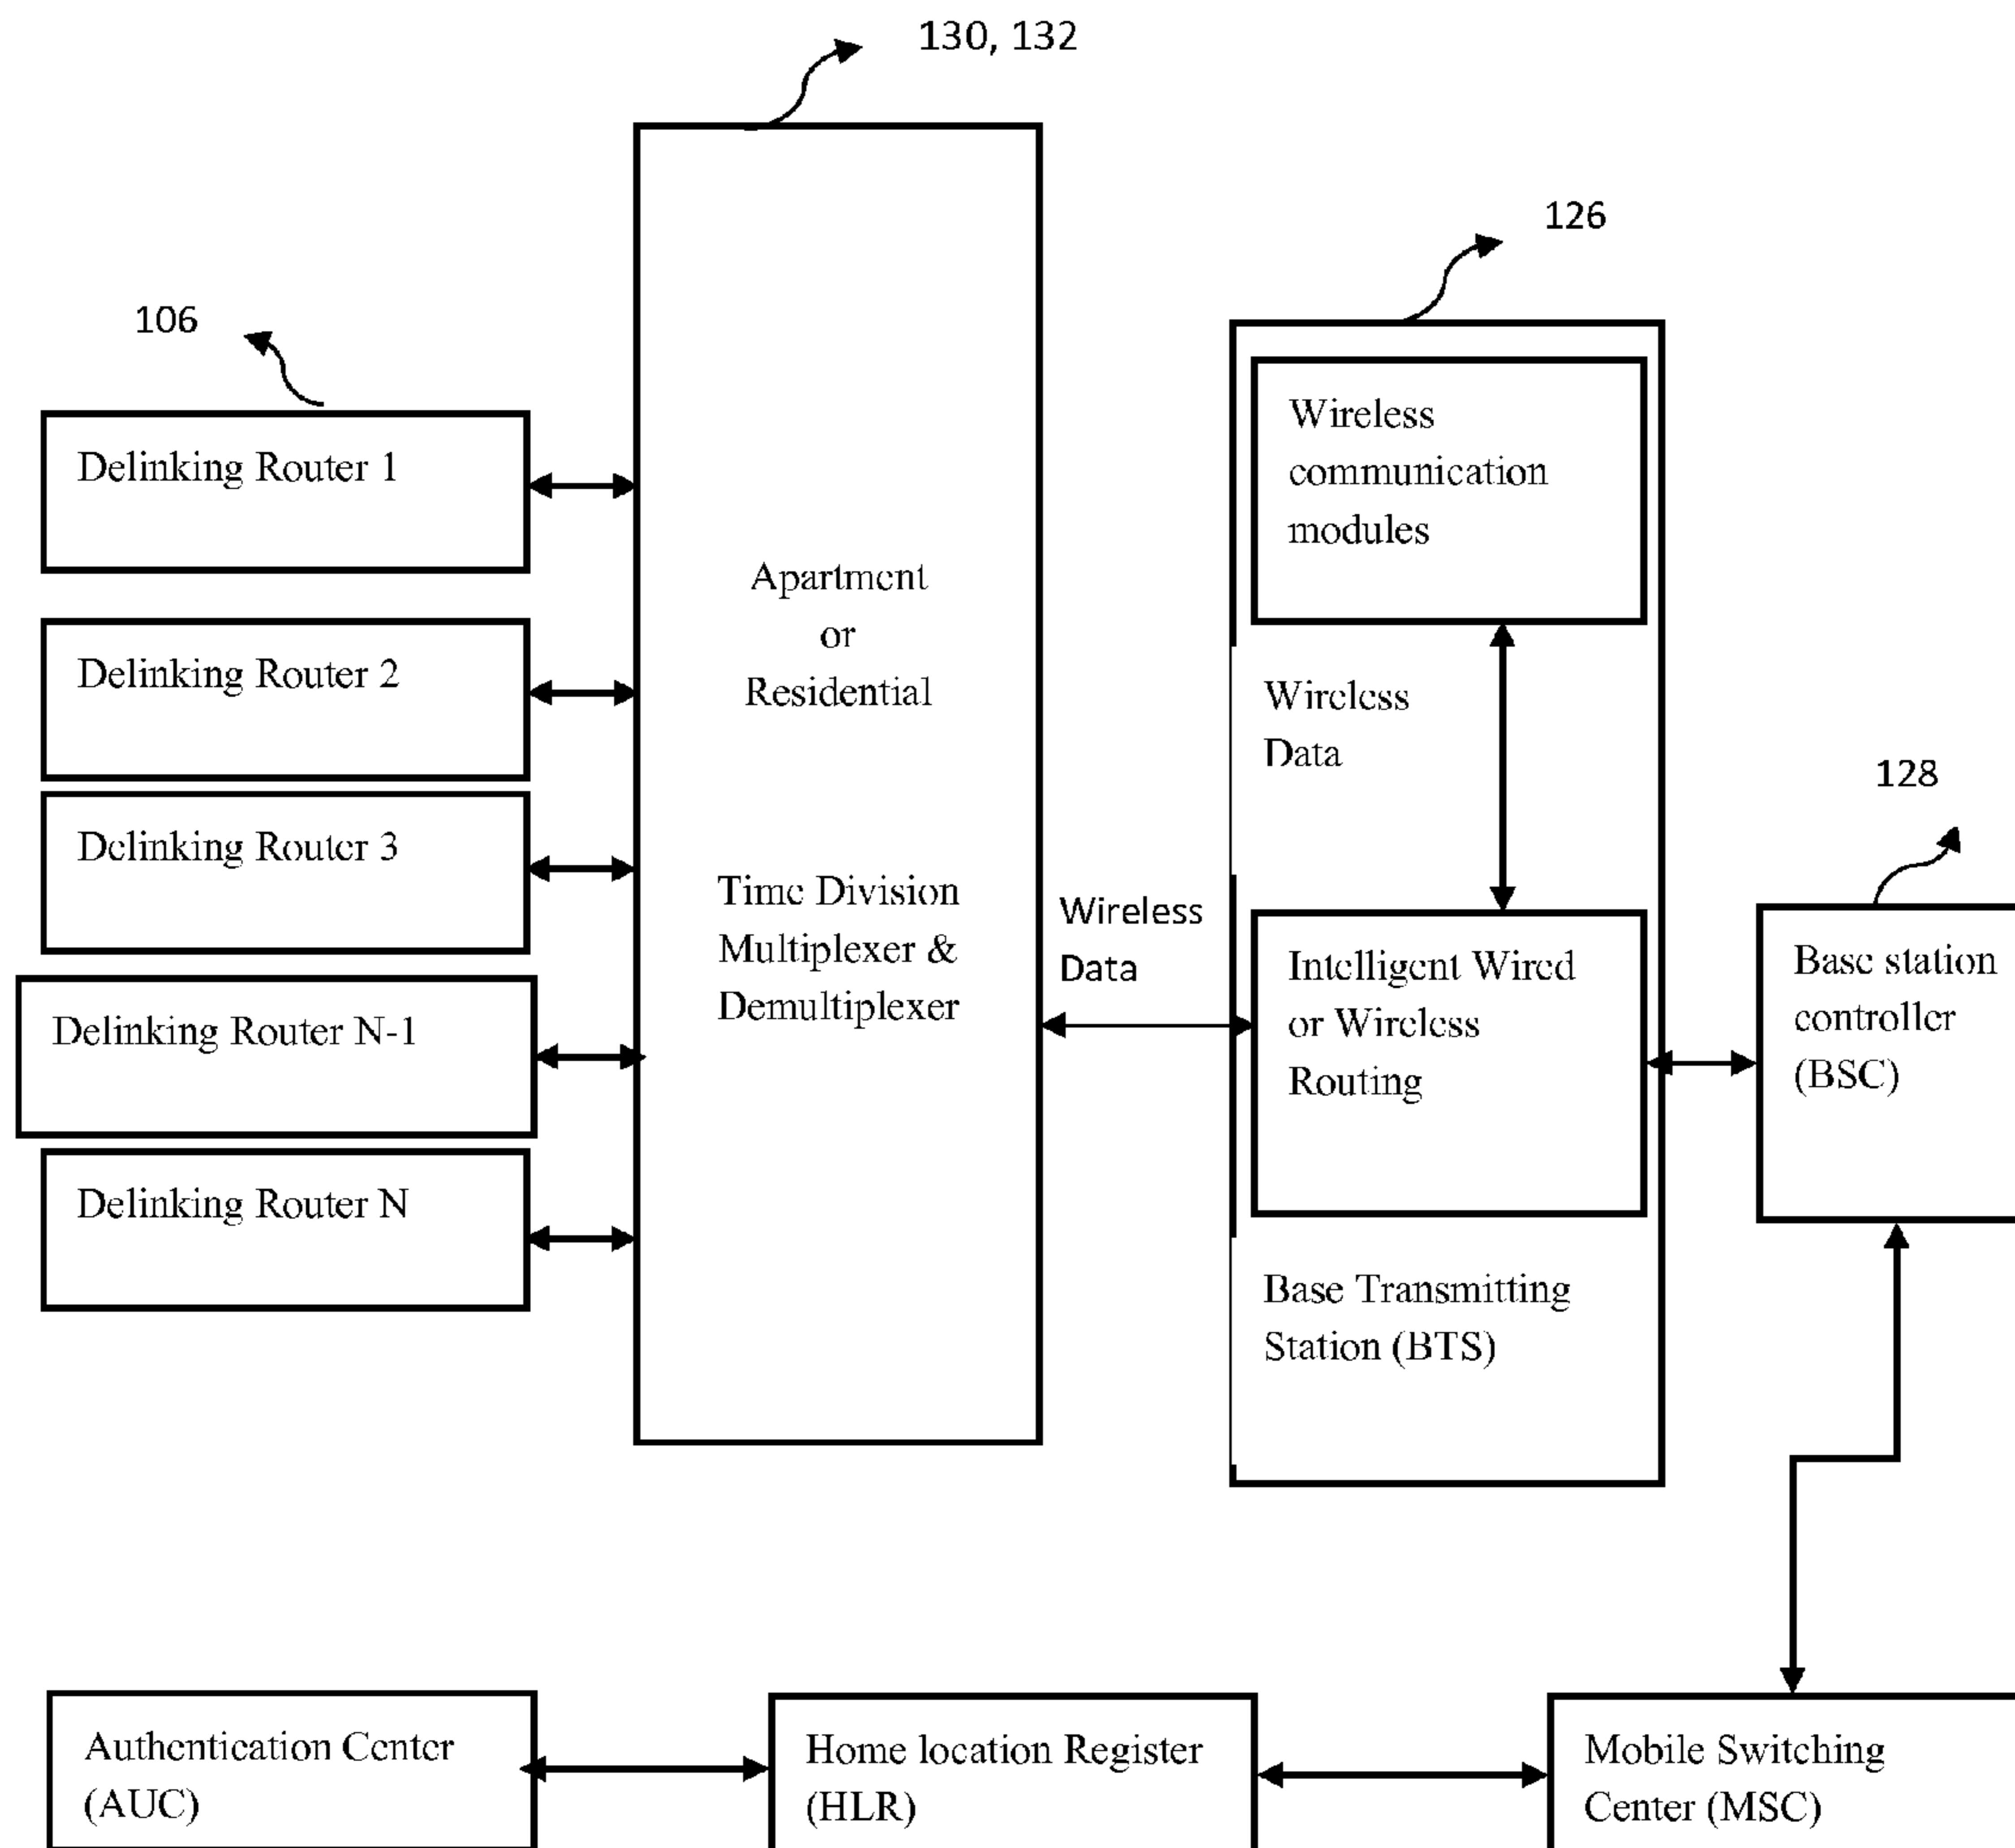 130, 132
126
106
Delinking Router 1
Delinking Router 2
Delinking Router 3
Delinking Router N-1
Delinking Router N
Apartment
or
Residential
Time Division
Multiplexer &
Demultiplexer
Wireless
Data
Wireless
communication
modules
Wireless
Data
Intelligent Wired
or Wireless
Routing
Base Transmitting
Station (BTS)
128
Base station
controller
(BSC)
Authentication Center
(AUC)
Home location Register
(HLR)
Mobile Switching
Center (MSC)